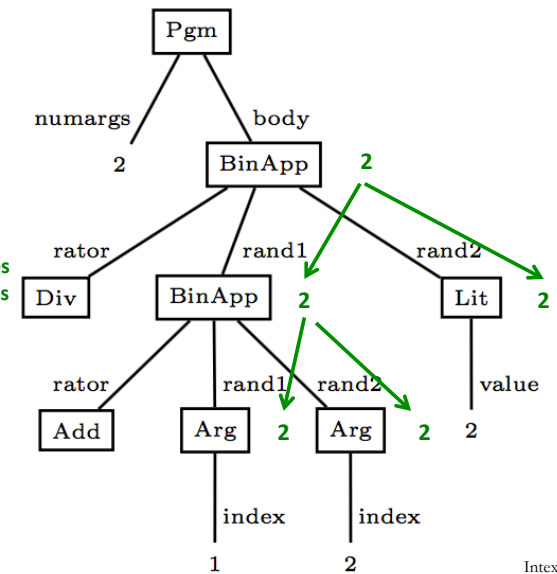 Pgm
numargs body
2 BinApp 2
rator rand1 rand2
s
s Div BinApp 2 Lit 2
rator rand1 rand2 value
Add Arg 2 Arg 2 2
index index
1 2
Intex